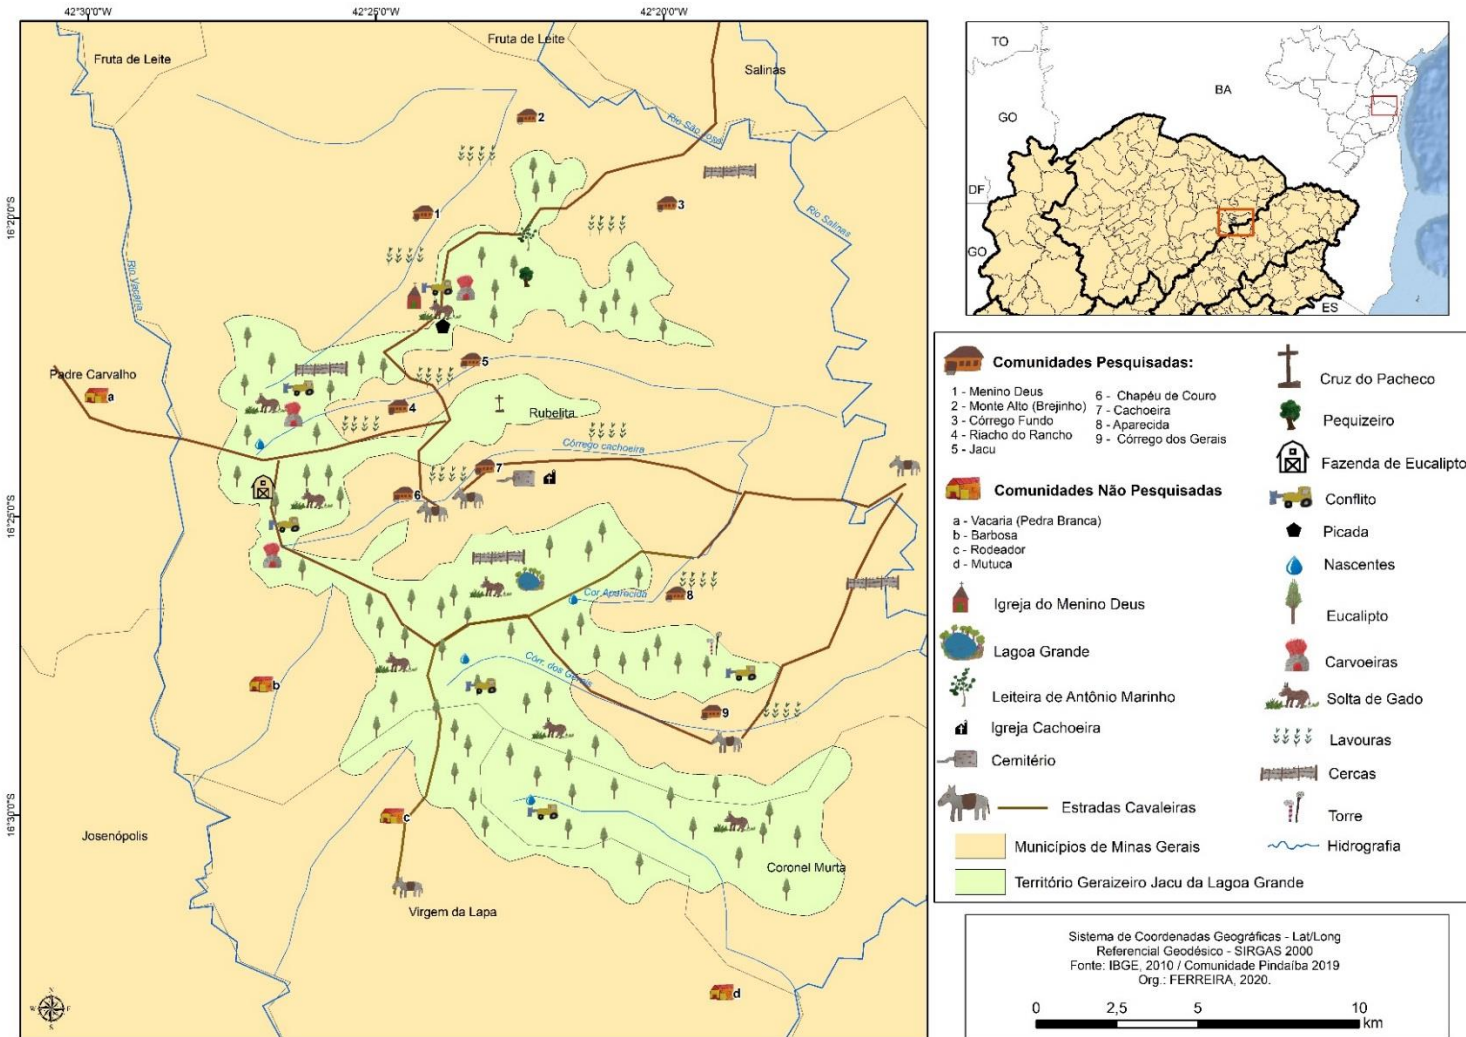 42°30'0"W
42°25'0"W
42°20'0"W
16°20'0"S
16°25'0"S
16°30'0"S
Fruta de Leite
Fruta de Leite
Salinas
2
Rio São José
1
3
Rio Salinas
Rio Vacaria
Padre Carvalho
a
5
4
Rubelita
Córrego cachoeira
7
6
Cor Aparecida
8
Córr. dos Gerais
b
9
c
Josenópolis
Coronel Murta
Virgem da Lapa
d
N
W
S
TO
BA
GO
DF
GO
ES
Comunidades Pesquisadas:
1 - Menino Deus
2 - Monte Alto (Brejinho)
3 - Córrego Fundo
4 - Riacho do Rancho
5 - Jacu
6 - Chapéu de Couro
7 - Cachoeira
8 - Aparecida
9 - Córrego dos Gerais
Comunidades Não Pesquisadas
a - Vacaria (Pedra Branca)
b - Barbosa
c - Rodeador
d - Mutuca
Igreja do Menino Deus
Lagoa Grande
Leiteira de Antônio Marinho
Igreja Cachoeira
Cemitério
Estradas Cavaleiras
Municípios de Minas Gerais
Território Geraizeiro Jacu da Lagoa Grande
Cruz do Pacheco
Pequizeiro
Fazenda de Eucalipto
Conflito
Picada
Nascentes
Eucalipto
Carvoeiras
Solta de Gado
Lavouras
Cercas
Torre
Hidrografia
Sistema de Coordenadas Geográficas - Lat/Long
Referencial Geodésico - SIRGAS 2000
Fonte: IBGE, 2010 / Comunidade Pindaíba 2019
Org.: FERREIRA, 2020.
0 2,5 5 10
km